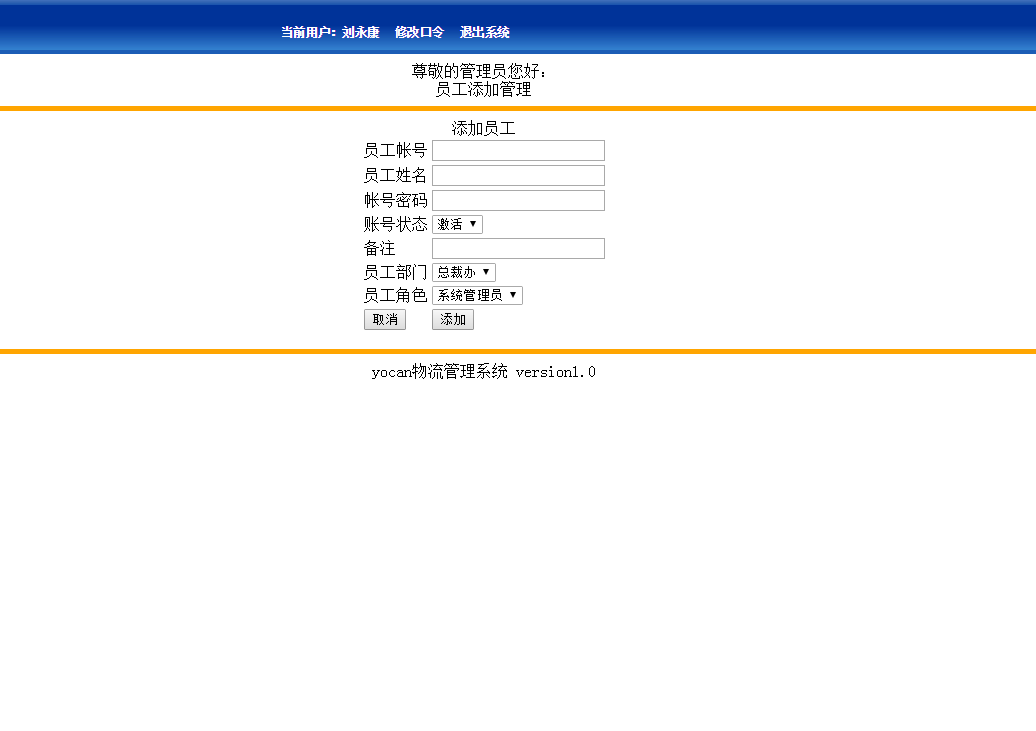 当前用户：刘永康 修改口令 退出系统
尊敬的管理员您好：
员工添加管理
添加员工
员工帐号
员工姓名
帐号密码
账号状态 激活
备注
员工部门 总裁办
员工角色 系统管理员
取消 添加
yocan物流管理系统 version1.0